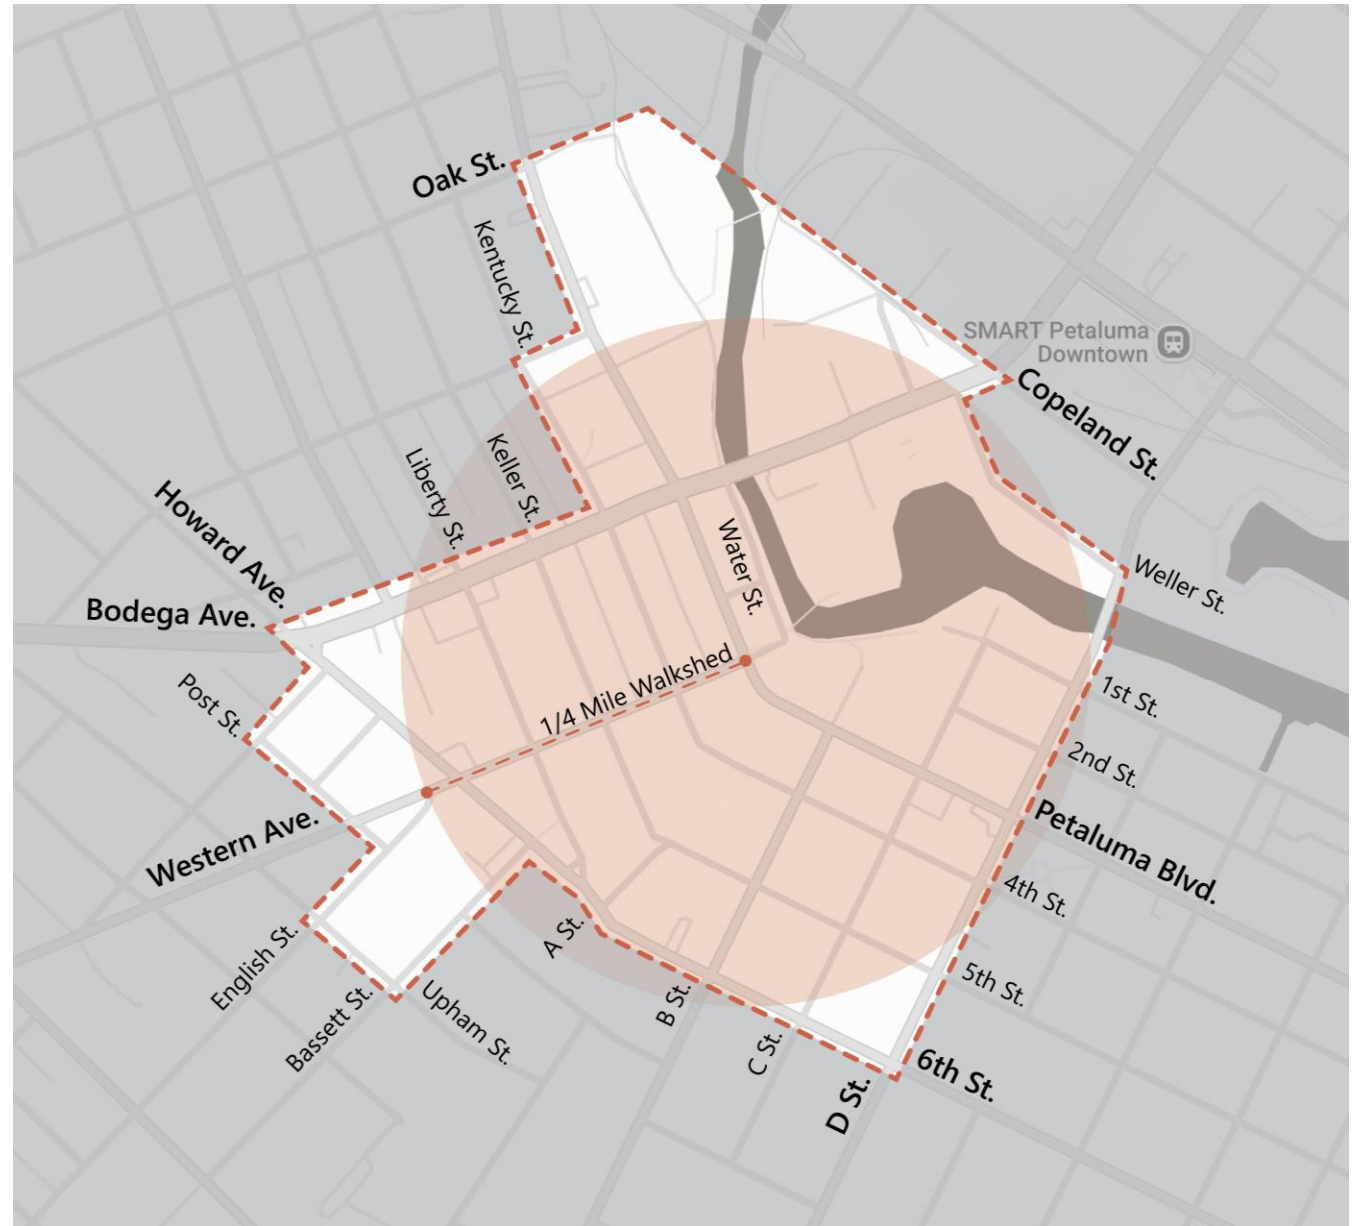 Oak St.
Kentucky St.
SMART Petaluma
Downtown
Copeland St.
Keller St.
Liberty St.
Howard Ave.
Water St.
Weller St.
Bodega Ave.
1/4 Mile Walkshed
Post St.
1st St.
2nd St.
Western Ave.
Petaluma Blvd.
4th St.
A St.
English St.
5th St.
B St.
Bassett St.
Upham St.
C St.
6th St.
D St.